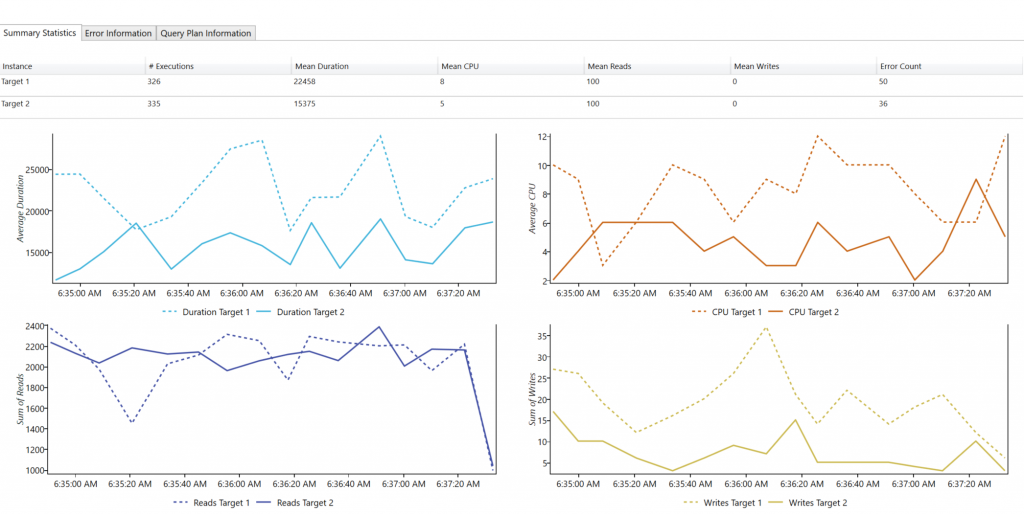 Summary Statistics Error Information Query Plan Information
Instance # Executions Mean Duration Mean CPU Mean Reads Mean Writes Error Count
Target 1 326 22458 8 100 0 50
Target 2 335 15375 5 100 0 36
Average Duration
25000
20000
15000
6:35:00 AM 6:35:20 AM 6:35:40 AM 6:36:00 AM 6:36:20 AM 6:36:40 AM 6:37:00 AM 6:37:20 AM
Duration Target 1 Duration Target 2
Average CPU
12
10
8
6
4
2
6:35:00 AM 6:35:20 AM 6:35:40 AM 6:36:00 AM 6:36:20 AM 6:36:40 AM 6:37:00 AM 6:37:20 AM
CPU Target 1 CPU Target 2
Sum of Reads
2400
2200
2000
1800
1600
1400
1200
1000
6:35:00 AM 6:35:20 AM 6:35:40 AM 6:36:00 AM 6:36:20 AM 6:36:40 AM 6:37:00 AM 6:37:20 AM
Reads Target 1 Reads Target 2
Sum of Writes
35
30
25
20
15
10
5
6:35:00 AM 6:35:20 AM 6:35:40 AM 6:36:00 AM 6:36:20 AM 6:36:40 AM 6:37:00 AM 6:37:20 AM
Writes Target 1 Writes Target 2